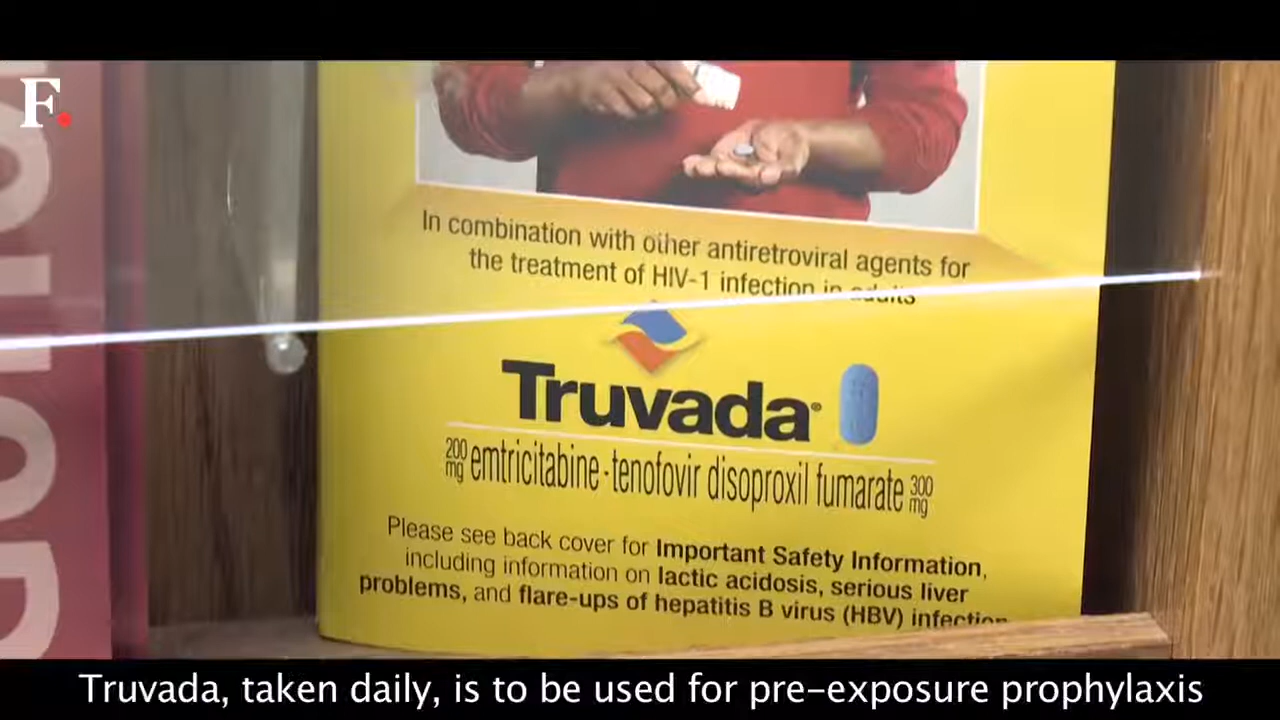 F.
In combination with other antiretroviral agents for
the treatment of HIV-1 infection in adults
Truvada®
200 mg emtricitabine · tenofovir disoproxil fumarate 300 mg
Please see back cover for Important Safety Information,
including information on lactic acidosis, serious liver
problems, and flare-ups of hepatitis B virus (HBV) infection
Truvada, taken daily, is to be used for pre-exposure prophylaxis